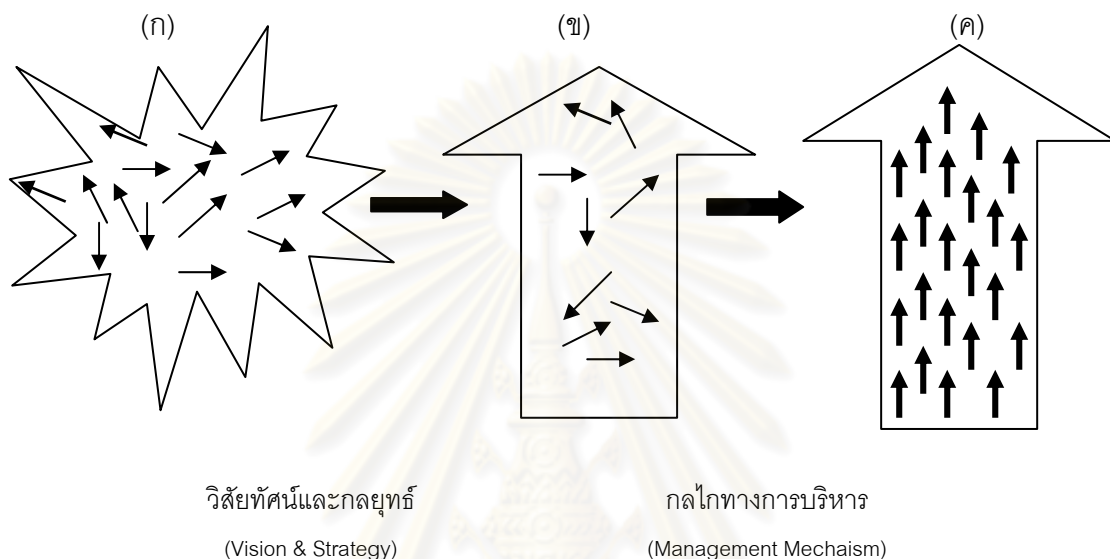 (ก) (ข) (ค)
วิสัยทัศน์และกลยุทธ์ กลไกทางการบริหาร
(Vision & Strategy) (Management Mechaism)